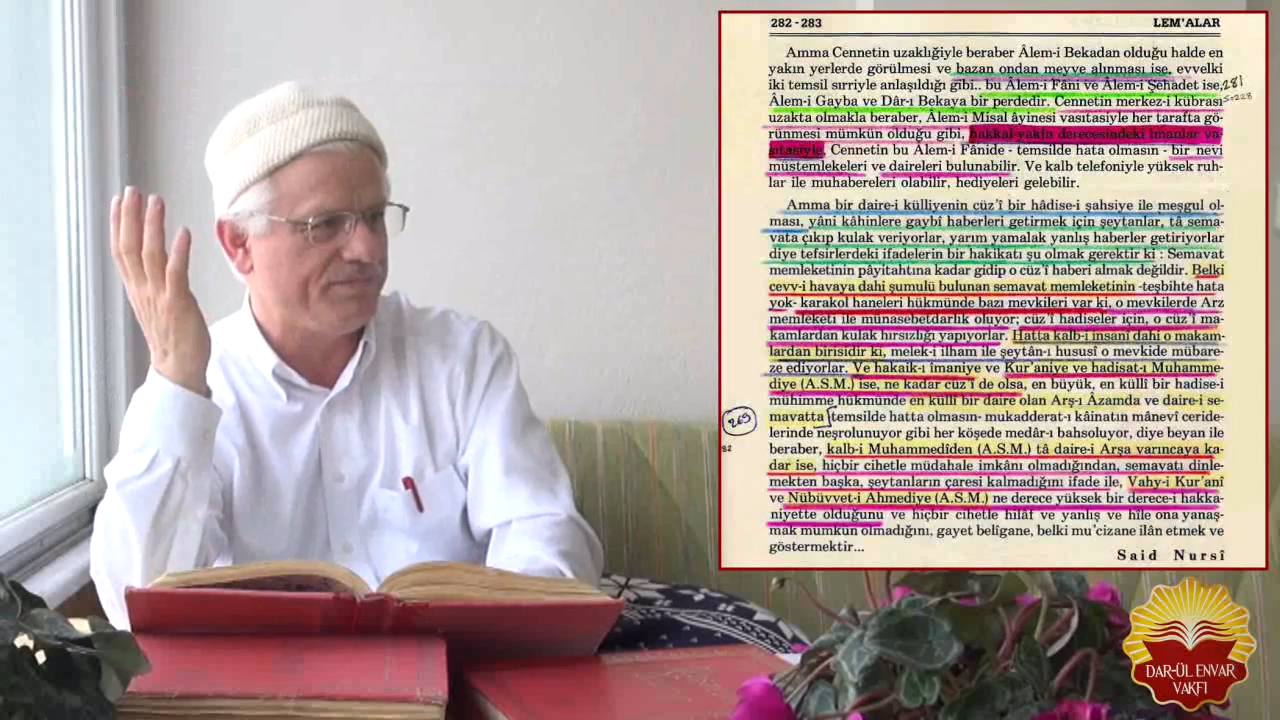 282 - 283 LEM'ALAR
Amma Cennetin uzaklığiyle beraber Âlem-i Bekadan olduğu halde en
yakın yerlerde görülmesi ve bazan ondan meyve alınması ise, evvelki
iki temsil sırriyle anlaşıldığı gibi.. bu Âlem-i Fâni ve Âlem-i Şehadet ise,
281
Âlem-i Gayba ve Dâr-ı Bekaya bir perdedir. Cennetin merkez-i kübrası
S:228
uzakta olmakla beraber, Âlem-i Misal âyinesi vasıtasiyle her tarafta gö-
rünmesi mümkün olduğu gibi, hakkal-yakîn derecesindeki imanlar va-
sıtasiyle, Cennetin bu Âlem-i Fânide - temsilde hata olmasın - bir nevi
müstemlekeleri ve daireleri bulunabilir. Ve kalb telefoniyle yüksek ruh-
lar ile muhabereleri olabilir, hediyeleri gelebilir.
Amma bir daire-i külliyenin cüz'î bir hâdise-i şahsiye ile meşgul ol-
ması, yâni kâhinlere gaybî haberleri getirmek için şeytanlar, tâ sema-
vata çıkıp kulak veriyorlar, yarım yamalak yanlış haberler getiriyorlar
diye tefsirlerdeki ifadelerin bir hakikatı şu olmak gerektir ki : Semavat
memleketinin pâyitahtına kadar gidip o cüz'î haberi almak değildir. Belki
cevv-i havaya dahi şumulü bulunan semavat memleketinin -teşbihte hata
yok- karakol haneleri hükmünde bazı mevkileri var ki, o mevkilerde Arz
memleketi ile münasebetdarlık oluyor; cüz'î hadiseler için, o cüz'î ma-
kamlardan kulak hırsızlığı yapıyorlar. Hatta kalb-i insanî dahi o makam-
lardan birisidir ki, melek-i ilham ile şeytân-ı hususî o mevkide mübare-
ze ediyorlar. Ve hakaik-ı imaniye ve Kur'aniye ve hadisat-ı Muhamme-
diye (A.S.M.) ise, ne kadar cüz'î de olsa, en büyük, en küllî bir hadise-i
mühimme hükmünde en küllî bir daire olan Arş-ı Âzamda ve daire-i se-
265
mavatta temsilde hatta olmasın- mukadderat-ı kâinatın mânevî ceride-
lerinde neşrolunuyor gibi her köşede medâr-ı bahsoluyor, diye beyan ile
82
beraber, kalb-i Muhammedîden (A.S.M.) tâ daire-i Arşa varıncaya ka-
dar ise, hiçbir cihetle müdahale imkânı olmadığından, semavatı dinle-
mekten başka, şeytanların çaresi kalmadığını ifade ile, Vahy-i Kur'anî
ve Nübüvvet-i Ahmediye (A.S.M.) ne derece yüksek bir derece-i hakka-
niyette olduğunu ve hiçbir cihetle hilâf ve yanlış ve hîle ona yanaş-
mak mümkün olmadığını, gayet belîgane, belki mu'cizane ilân etmek ve
göstermektir...
Said Nursî
DAR-ÜL ENVAR
VAKFI